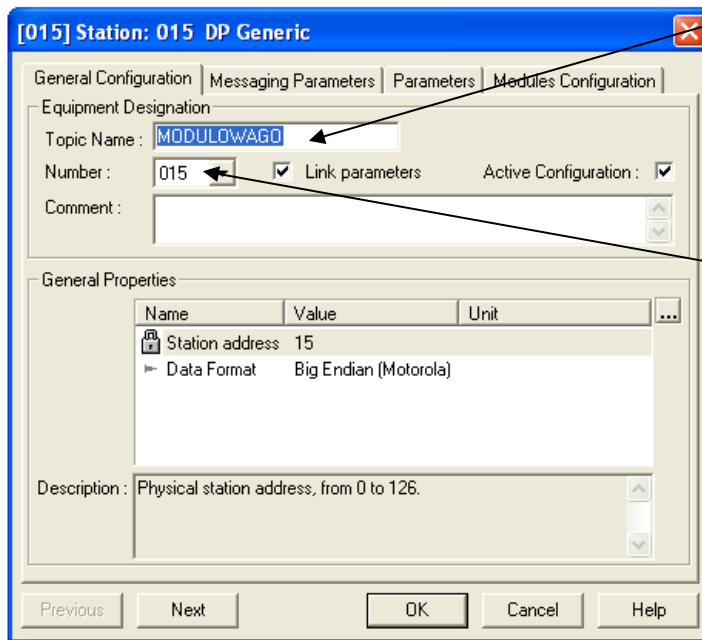 [015] Station: 015 DP Generic
General Configuration Messaging Parameters Parameters Modules Configuration
Equipment Designation
Topic Name : MODULOWAGO
Number : 015 Link parameters Active Configuration :
Comment :
General Properties
Name Value Unit ...
Station address 15
Data Format Big Endian (Motorola)
Description : Physical station address, from 0 to 126.
Previous Next OK Cancel Help